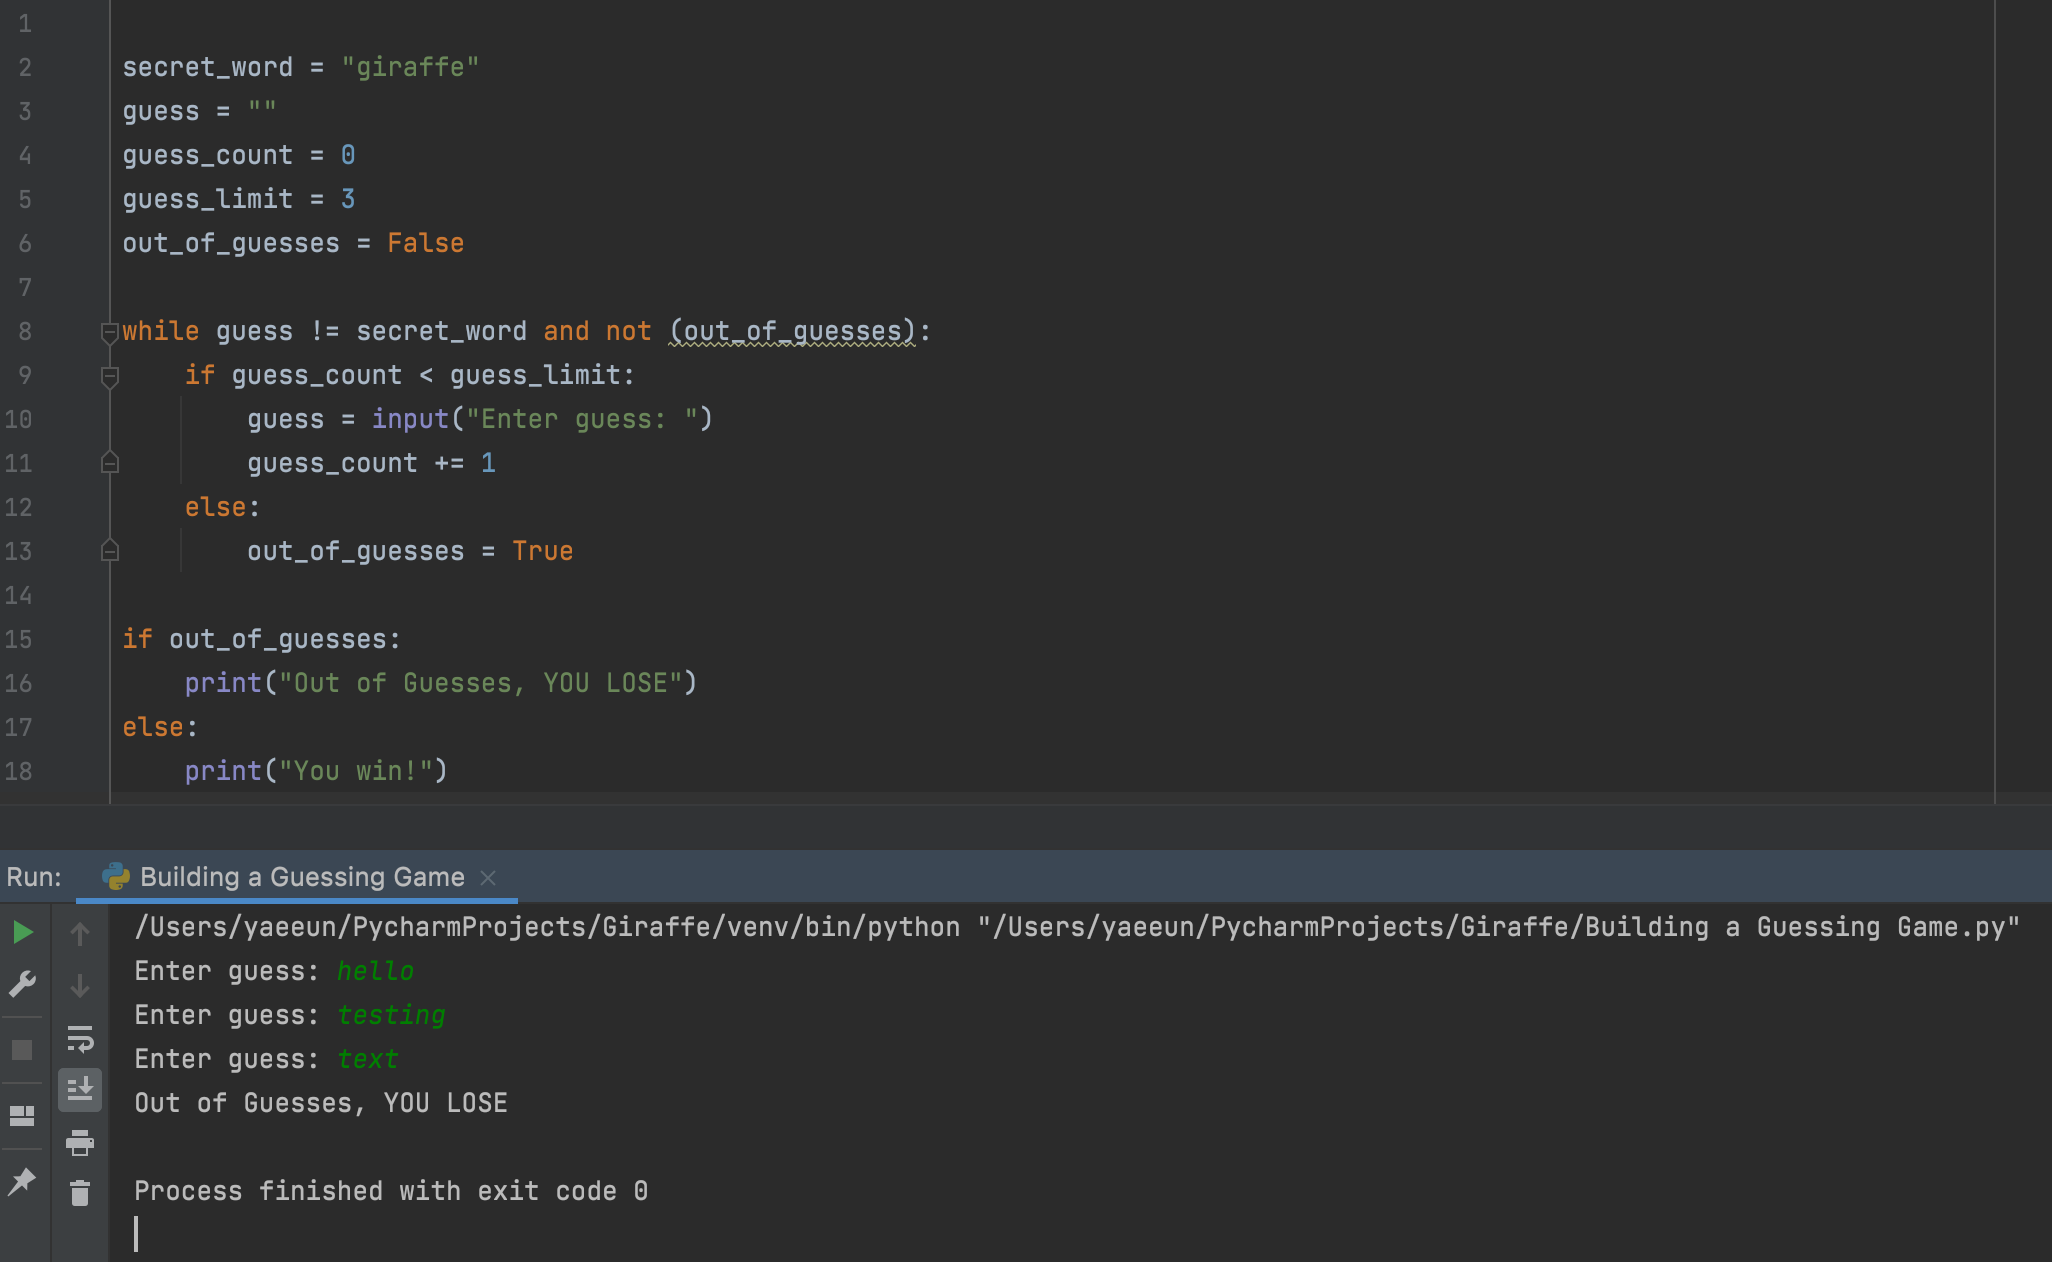 1
2 secret_word = "giraffe"
3 guess = ""
4 guess_count = 0
5 guess_limit = 3
6 out_of_guesses = False
7
8 while guess != secret_word and not (out_of_guesses):
9     if guess_count < guess_limit:
10         guess = input("Enter guess: ")
11         guess_count += 1
12     else:
13         out_of_guesses = True
14
15 if out_of_guesses:
16     print("Out of Guesses, YOU LOSE")
17 else:
18     print("You win!")
Run: Building a Guessing Game
/Users/yaeeun/PycharmProjects/Giraffe/venv/bin/python "/Users/yaeeun/PycharmProjects/Giraffe/Building a Guessing Game.py"
Enter guess: hello
Enter guess: testing
Enter guess: text
Out of Guesses, YOU LOSE
Process finished with exit code 0